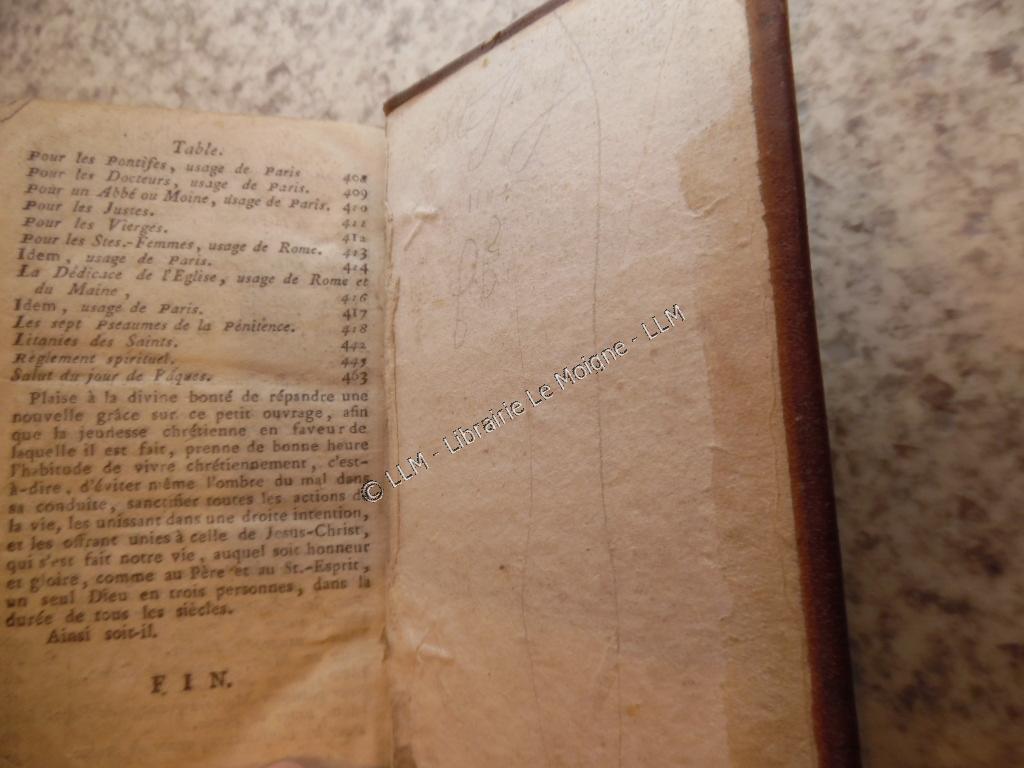 Table.
Pour les Pontifes, usage de Paris 408
Pour les Docteurs, usage de Paris. 409
Pour un Abbé ou Moine, usage de Paris. 410
Pour les Justes. 411
Pour les Vierges. 412
Pour les Stes.-Femmes, usage de Rome. 413
Idem, usage de Paris. 414
La Dédicace de l'Eglise, usage de Rome et
du Maine, 416
Idem, usage de Paris. 417
Les sept Pseaumes de la Pénitence. 418
Litanies des Saints. 442
Réglement spirituel. 445
Salut du jour de Pâques. 463
Plaise à la divine bonté de répandre une
nouvelle grâce sur ce petit ouvrage, afin
que la jeunesse chrétienne en faveur de
laquelle il est fait, prenne de bonne heure
l'habitude de vivre chrétiennement, c'est-
à-dire, d'éviter même l'ombre du mal dans
sa conduite, sanctifier toutes les actions
la vie, les unissant dans une droite intention,
et les offrant unies à celle de Jesus-Christ,
qui s'est fait notre vie, auquel soit honneur
et gloire, comme au Père et au St.-Esprit,
un seul Dieu en trois personnes, dans la
durée de tous les siècles.
Ainsi soit-il.
FIN.
© LLM - Librairie Le Moigne - LLM